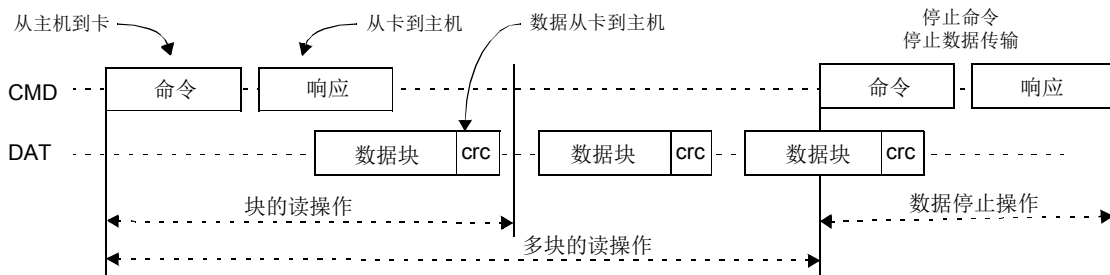 从主机到卡 从卡到主机 数据从卡到主机 停止命令
停止数据传输
CMD 命令 响应 命令 响应
DAT 数据块 crc 数据块 crc 数据块 crc
块的读操作 数据停止操作
多块的读操作